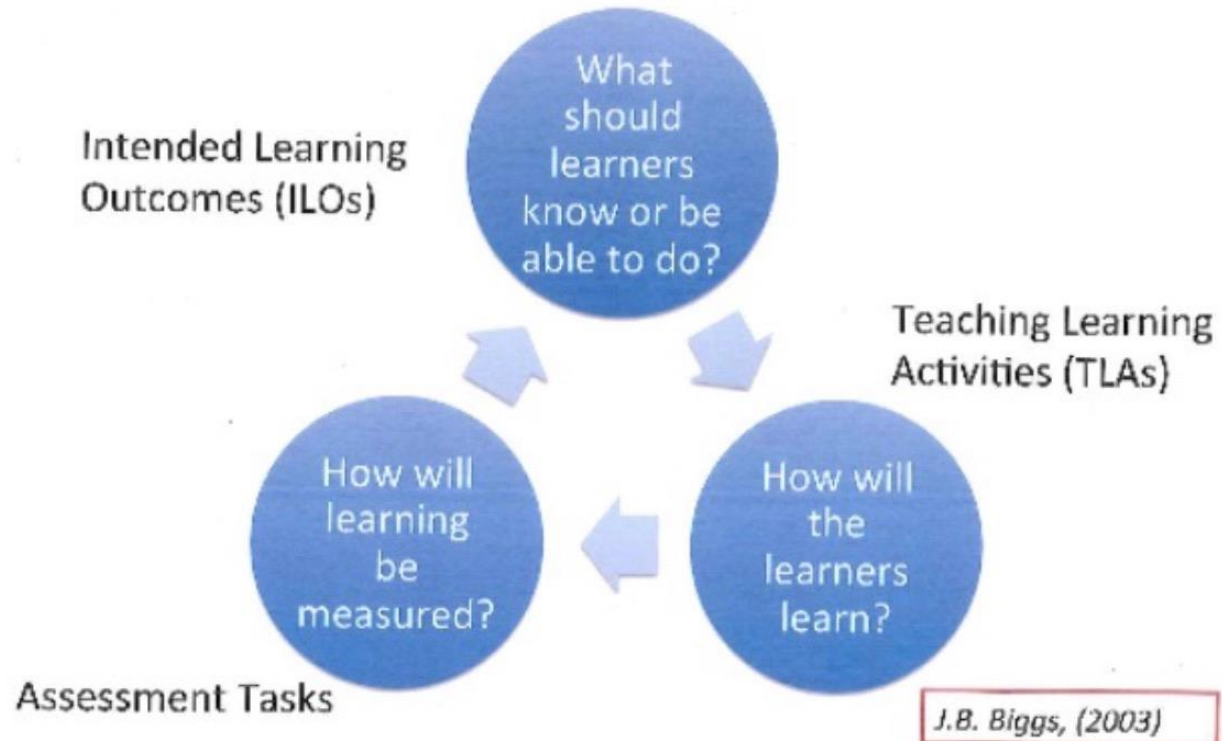 What
should
learners
know or be
able to do?
Intended Learning
Outcomes (ILOs)
Teaching Learning
Activities (TLAs)
How will
the
learners
learn?
How will
learning
be
measured?
Assessment Tasks
J.B. Biggs, (2003)